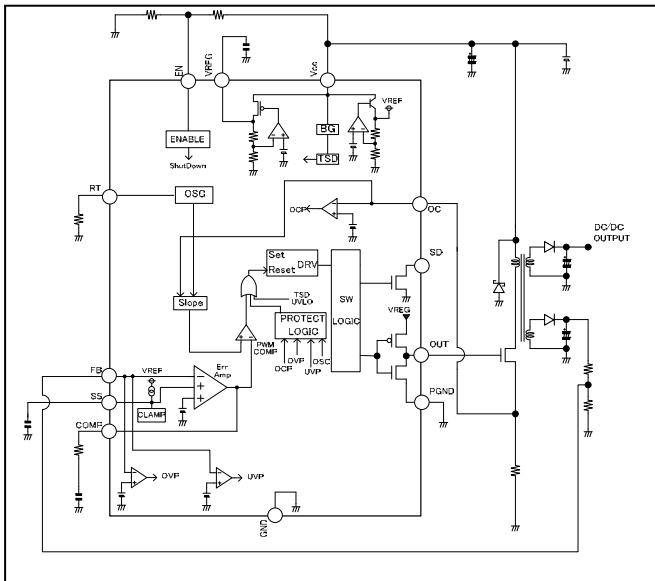 EN
VREG
Vcc
VREF
ENABLE
ShutDown
BG
TSD
RT
OSC
OCP
OC
DC/DC
OUTPUT
SD
Set
Reset
DRV
SW
LOGIC
Slope
TSD
UVLO
VREG
PROTECT
LOGIC
PWM
COMP
OUT
OCP
OVP
UVP
OSC
FB
VREF
Err
Amp
SS
CLAMP
PGND
COMP
OVP
UVP
GND